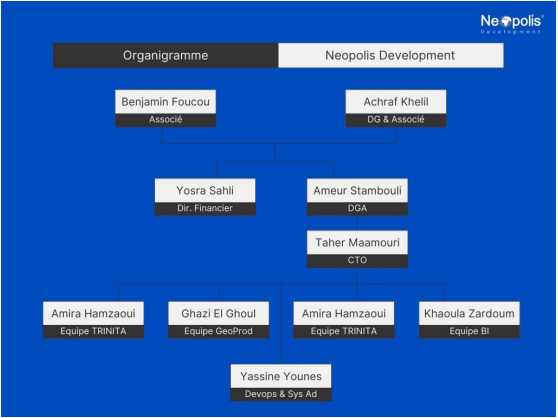 Neopolis
Development
Organigramme
Neopolis Development
Benjamin Foucou
Associé
Achraf Khelil
DG & Associé
Yosra Sahli
Dir. Financier
Ameur Stambouli
DGA
Taher Maamouri
CTO
Amira Hamzaoui
Equipe TRINITA
Ghazi El Ghoul
Equipe GeoProd
Amira Hamzaoui
Equipe TRINITA
Khaoula Zardoum
Equipe BI
Yassine Younes
Devops & Sys Ad